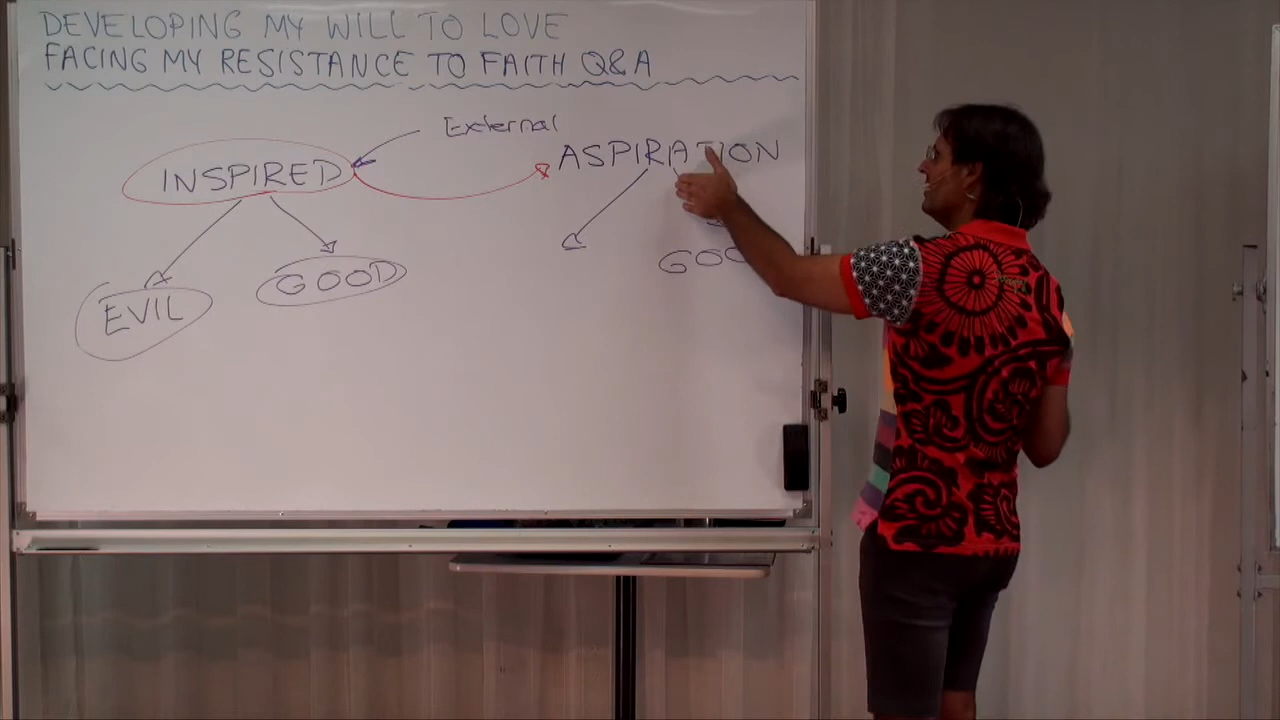 DEVELOPING MY WILL TO LOVE
FACING MY RESISTANCE TO FAITH Q&A
External
INSPIRED
ASPIRATION
EVIL
GOOD